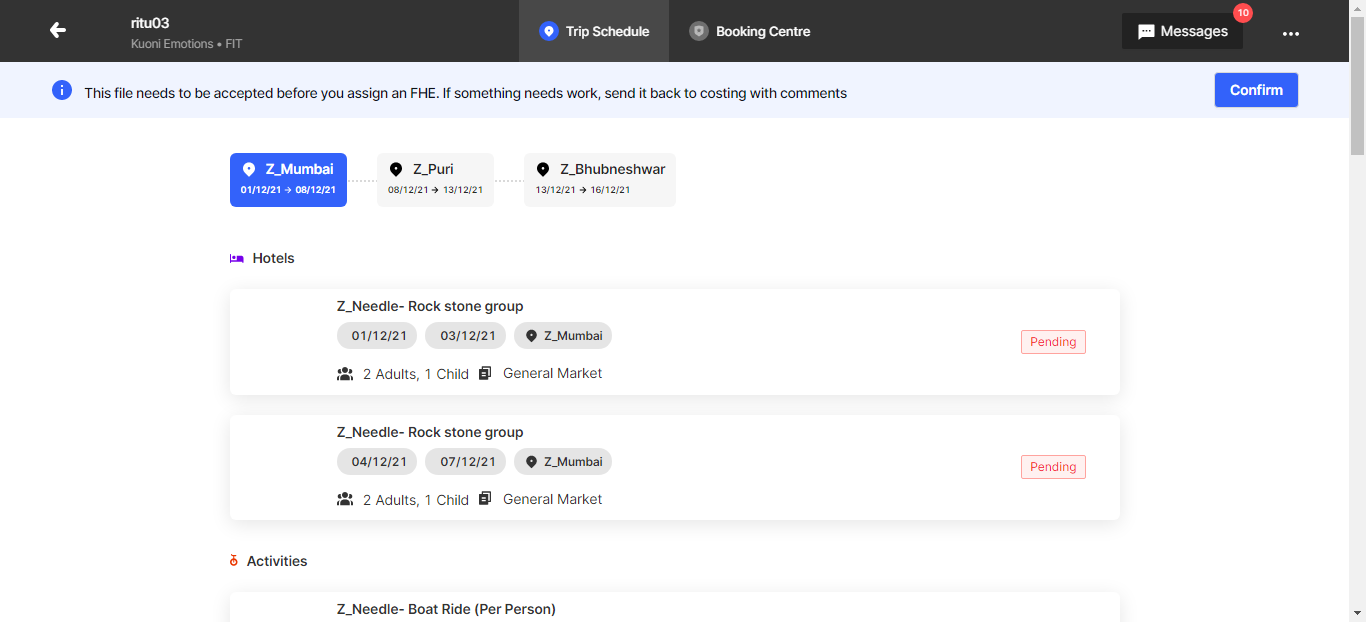 ritu03
Kuoni Emotions • FIT
Trip Schedule
Booking Centre
Messages
10
This file needs to be accepted before you assign an FHE. If something needs work, send it back to costing with comments
Confirm
Z_Mumbai
01/12/21 → 08/12/21
Z_Puri
08/12/21 → 13/12/21
Z_Bhubneshwar
13/12/21 → 16/12/21
Hotels
Z_Needle- Rock stone group
01/12/21 03/12/21 Z_Mumbai
Pending
2 Adults, 1 Child General Market
Z_Needle- Rock stone group
04/12/21 07/12/21 Z_Mumbai
Pending
2 Adults, 1 Child General Market
Activities
Z_Needle- Boat Ride (Per Person)